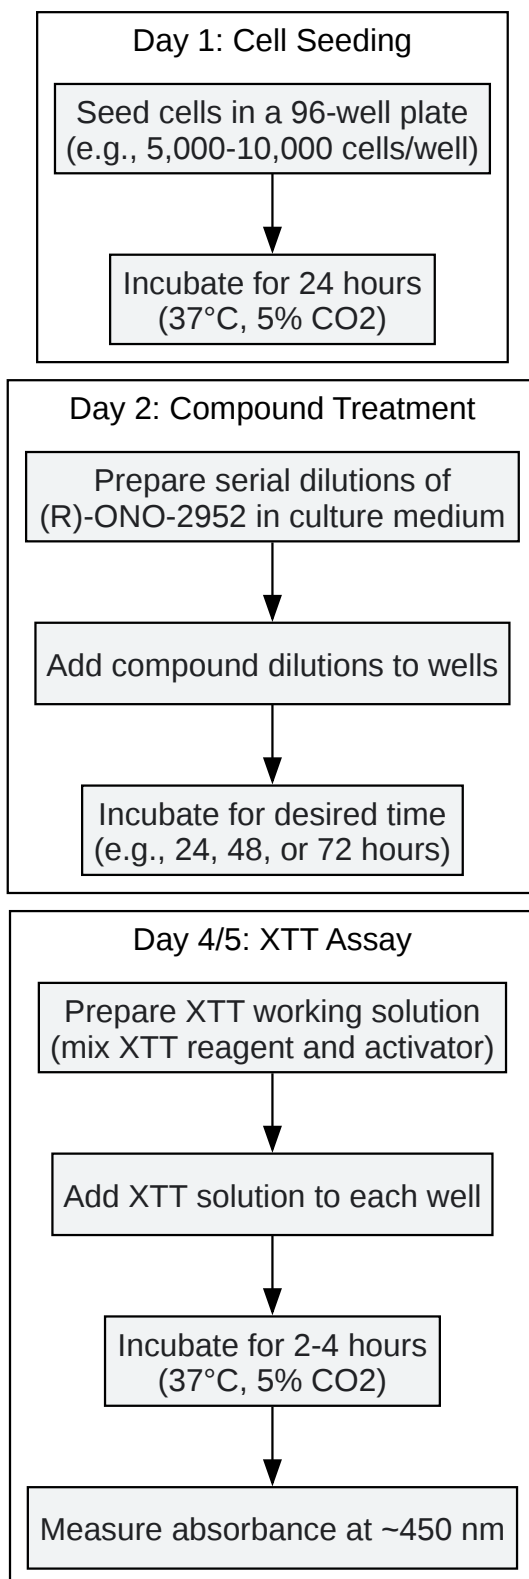 Day 1: Cell Seeding
Seed cells in a 96-well plate
(e.g., 5,000-10,000 cells/well)
Incubate for 24 hours
(37°C, 5% CO2)
Day 2: Compound Treatment
Prepare serial dilutions of
(R)-ONO-2952 in culture medium
Add compound dilutions to wells
Incubate for desired time
(e.g., 24, 48, or 72 hours)
Day 4/5: XTT Assay
Prepare XTT working solution
(mix XTT reagent and activator)
Add XTT solution to each well
Incubate for 2-4 hours
(37°C, 5% CO2)
Measure absorbance at ~450 nm